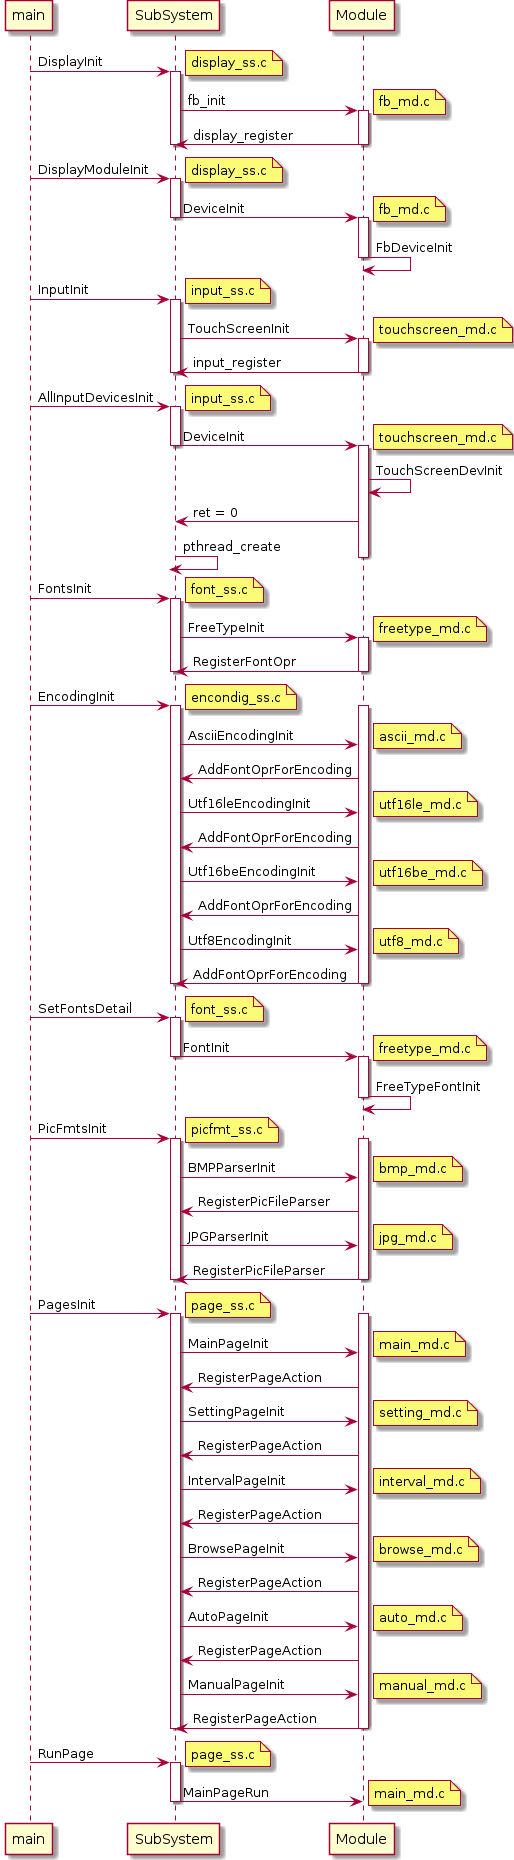 main
SubSystem
Module
DisplayInit
display_ss.c
fb_init
fb_md.c
display_register
DisplayModuleInit
display_ss.c
DeviceInit
fb_md.c
FbDeviceInit
InputInit
input_ss.c
TouchScreenInit
touchscreen_md.c
input_register
AllInputDevicesInit
input_ss.c
DeviceInit
touchscreen_md.c
TouchScreenDevInit
ret = 0
pthread_create
FontsInit
font_ss.c
FreeTypeInit
freetype_md.c
RegisterFontOpr
EncodingInit
encondig_ss.c
AsciiEncodingInit
ascii_md.c
AddFontOprForEncoding
Utf16leEncodingInit
utf16le_md.c
AddFontOprForEncoding
Utf16beEncodingInit
utf16be_md.c
AddFontOprForEncoding
Utf8EncodingInit
utf8_md.c
AddFontOprForEncoding
SetFontsDetail
font_ss.c
FontInit
freetype_md.c
FreeTypeFontInit
PicFmtsInit
picfmt_ss.c
BMPParserInit
bmp_md.c
RegisterPicFileParser
JPGParserInit
jpg_md.c
RegisterPicFileParser
PagesInit
page_ss.c
MainPageInit
main_md.c
RegisterPageAction
SettingPageInit
setting_md.c
RegisterPageAction
IntervalPageInit
interval_md.c
RegisterPageAction
BrowsePageInit
browse_md.c
RegisterPageAction
AutoPageInit
auto_md.c
RegisterPageAction
ManualPageInit
manual_md.c
RegisterPageAction
RunPage
page_ss.c
MainPageRun
main_md.c
main
SubSystem
Module